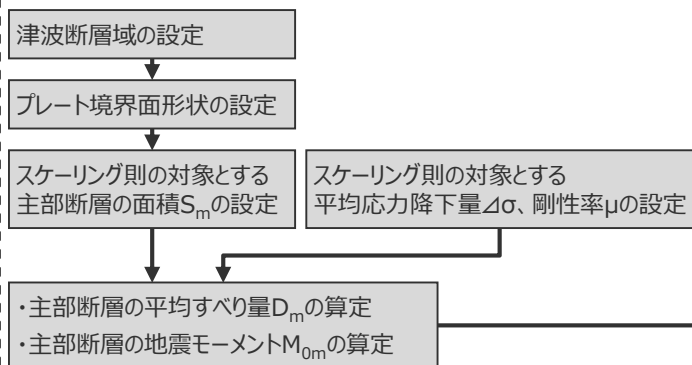 津波断層域の設定
プレート境界面形状の設定
スケーリング則の対象とする
主部断層の面積Smの設定
スケーリング則の対象とする
平均応力降下量⊿σ、剛性率μの設定
・主部断層の平均すべり量Dmの算定
・主部断層の地震モーメントM0mの算定